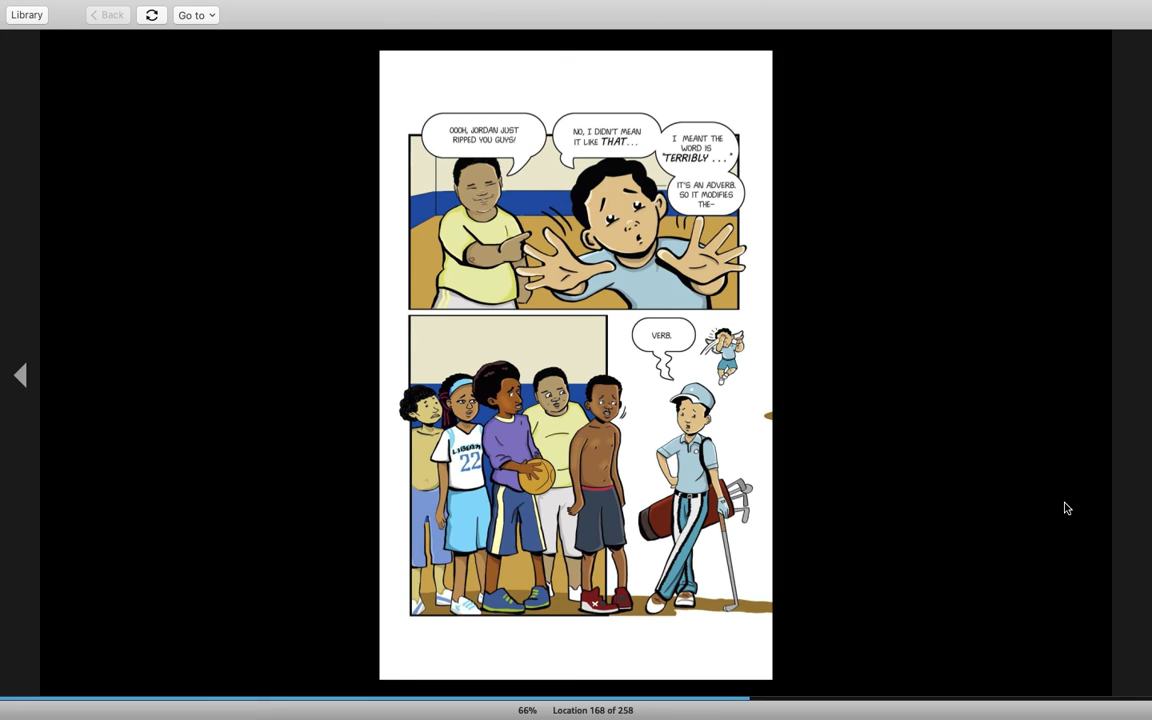 Library
Back
Go to
OOOH, JORDAN JUST
RIPPED YOU GUYS!
NO, I DIDN'T MEAN
IT LIKE THAT...
I MEANT THE
WORD IS
"TERRIBLY ..."
IT'S AN ADVERB.
SO IT MODIFIES
THE-
VERB.
LIBERTY
22
66% Location 168 of 258